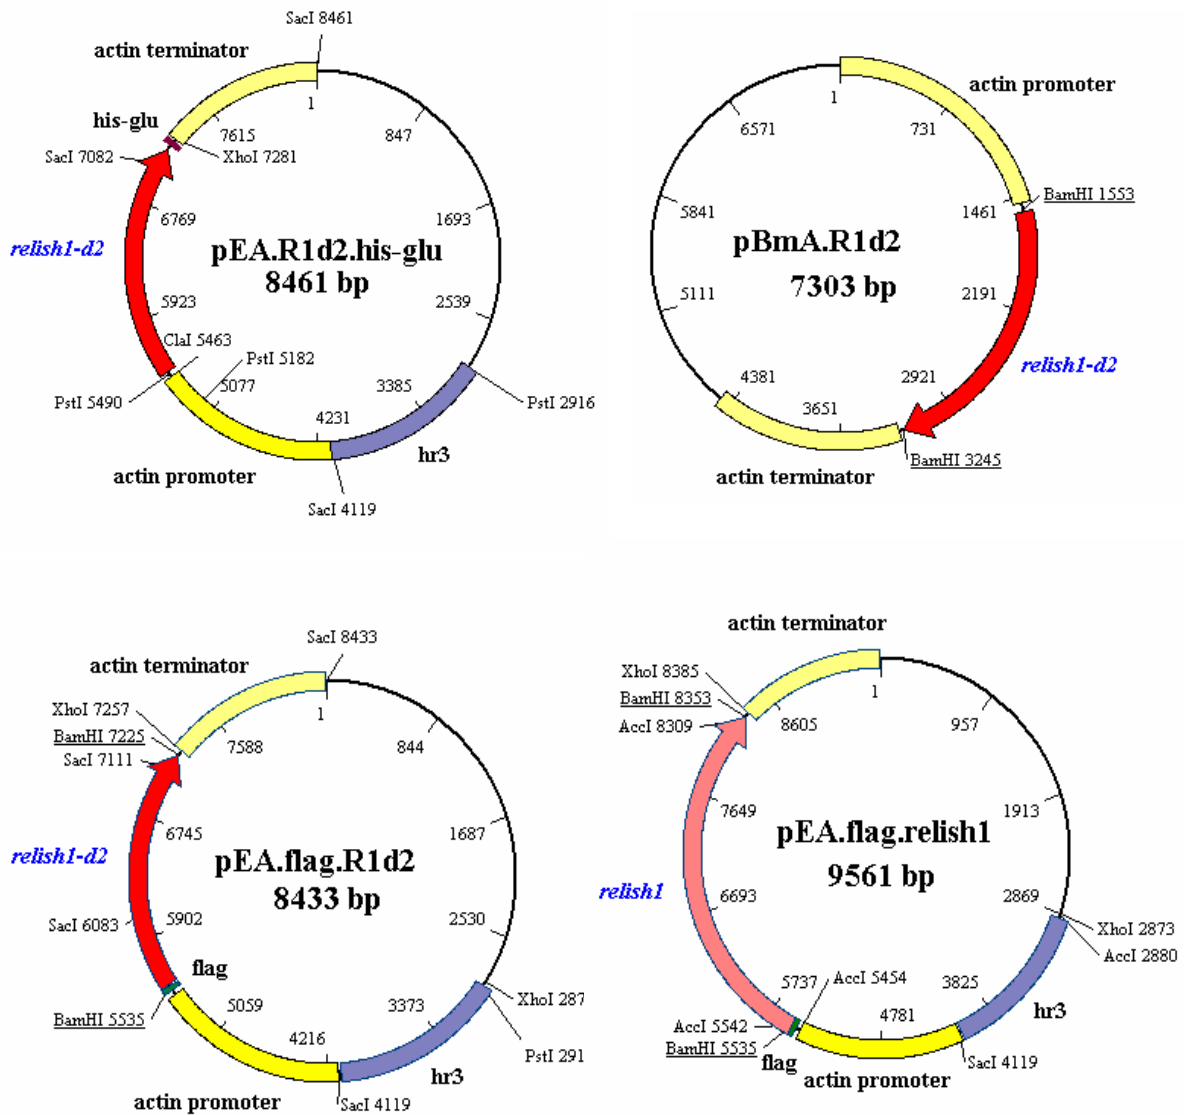 SacI 8461
actin terminator
1
his-glu
7615
847
SacI 7082
XhoI 7281
6769
1693
relish1-d2
pEA.R1d2.his-glu
8461 bp
5923
2539
ClaI 5463
PstI 5182
PstI 5490
5077
3385
PstI 2916
4231
hr3
actin promoter
SacI 4119
1
actin promoter
6571
731
5841
1461
BamHI 1553
pBmA.R1d2
7303 bp
5111
2191
relish1-d2
4381
2921
3651
actin terminator
BamHI 3245
SacI 8433
actin terminator
XhoI 7257
1
BamHI 7225
7588
844
SacI 7111
6745
1687
relish1-d2
pEA.flag.R1d2
8433 bp
SacI 6083
5902
2530
flag
5059
3373
XhoI 287
BamHI 5535
4216
PstI 291
hr3
actin promoter
SacI 4119
actin terminator
XhoI 8385
1
BamHI 8353
AccI 8309
8605
957
7649
1913
pEA.flag.relish1
9561 bp
relish1
6693
2869
XhoI 2873
AccI 2880
5737
AccI 5454
3825
AccI 5542
4781
hr3
BamHI 5535
flag
SacI 4119
actin promoter